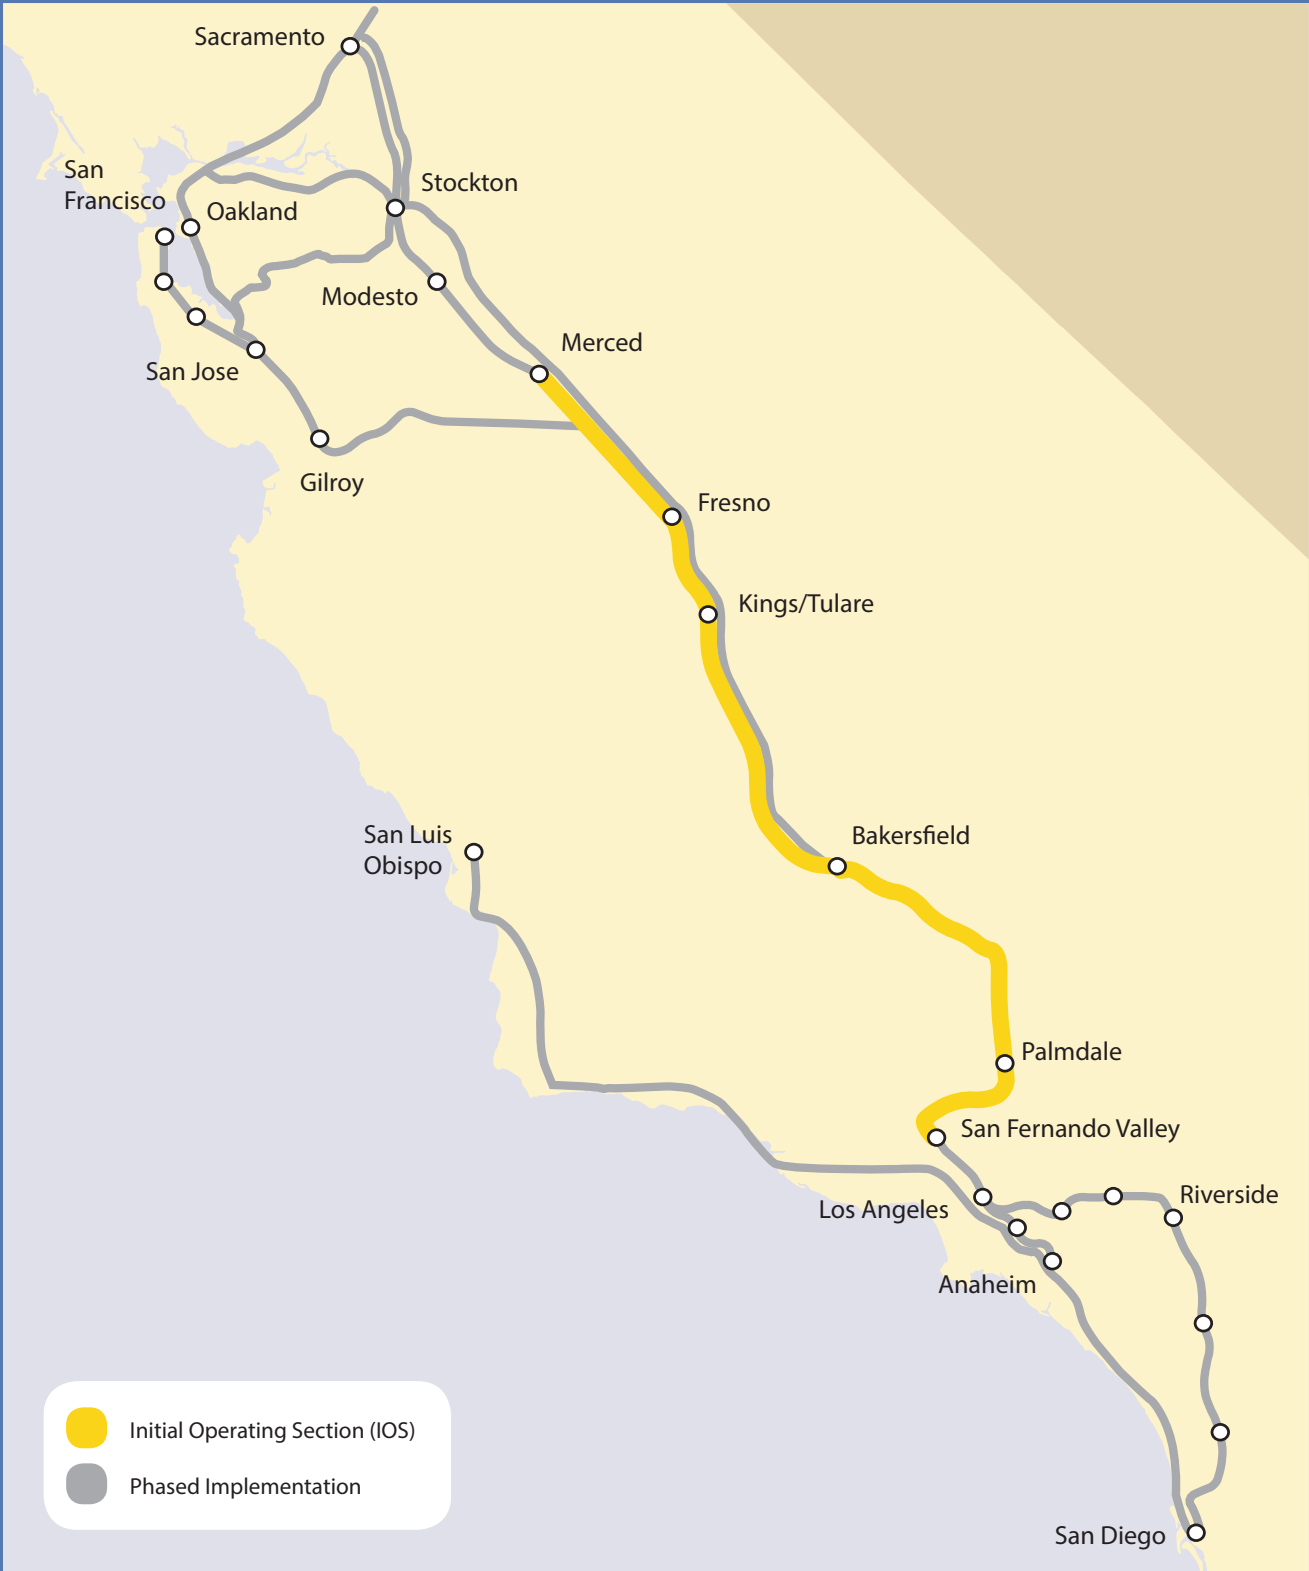 Sacramento
San
Francisco
Stockton
Oakland
Modesto
Merced
San Jose
Gilroy
Fresno
Kings/Tulare
San Luis
Obispo
Bakersfield
Palmdale
San Fernando Valley
Riverside
Los Angeles
Anaheim
Initial Operating Section (IOS)
Phased Implementation
San Diego